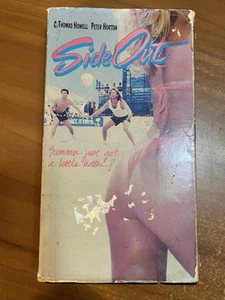 C. THOMAS HOWELL PETER HORTON
Side Out
Summer just got
a little hotter...!